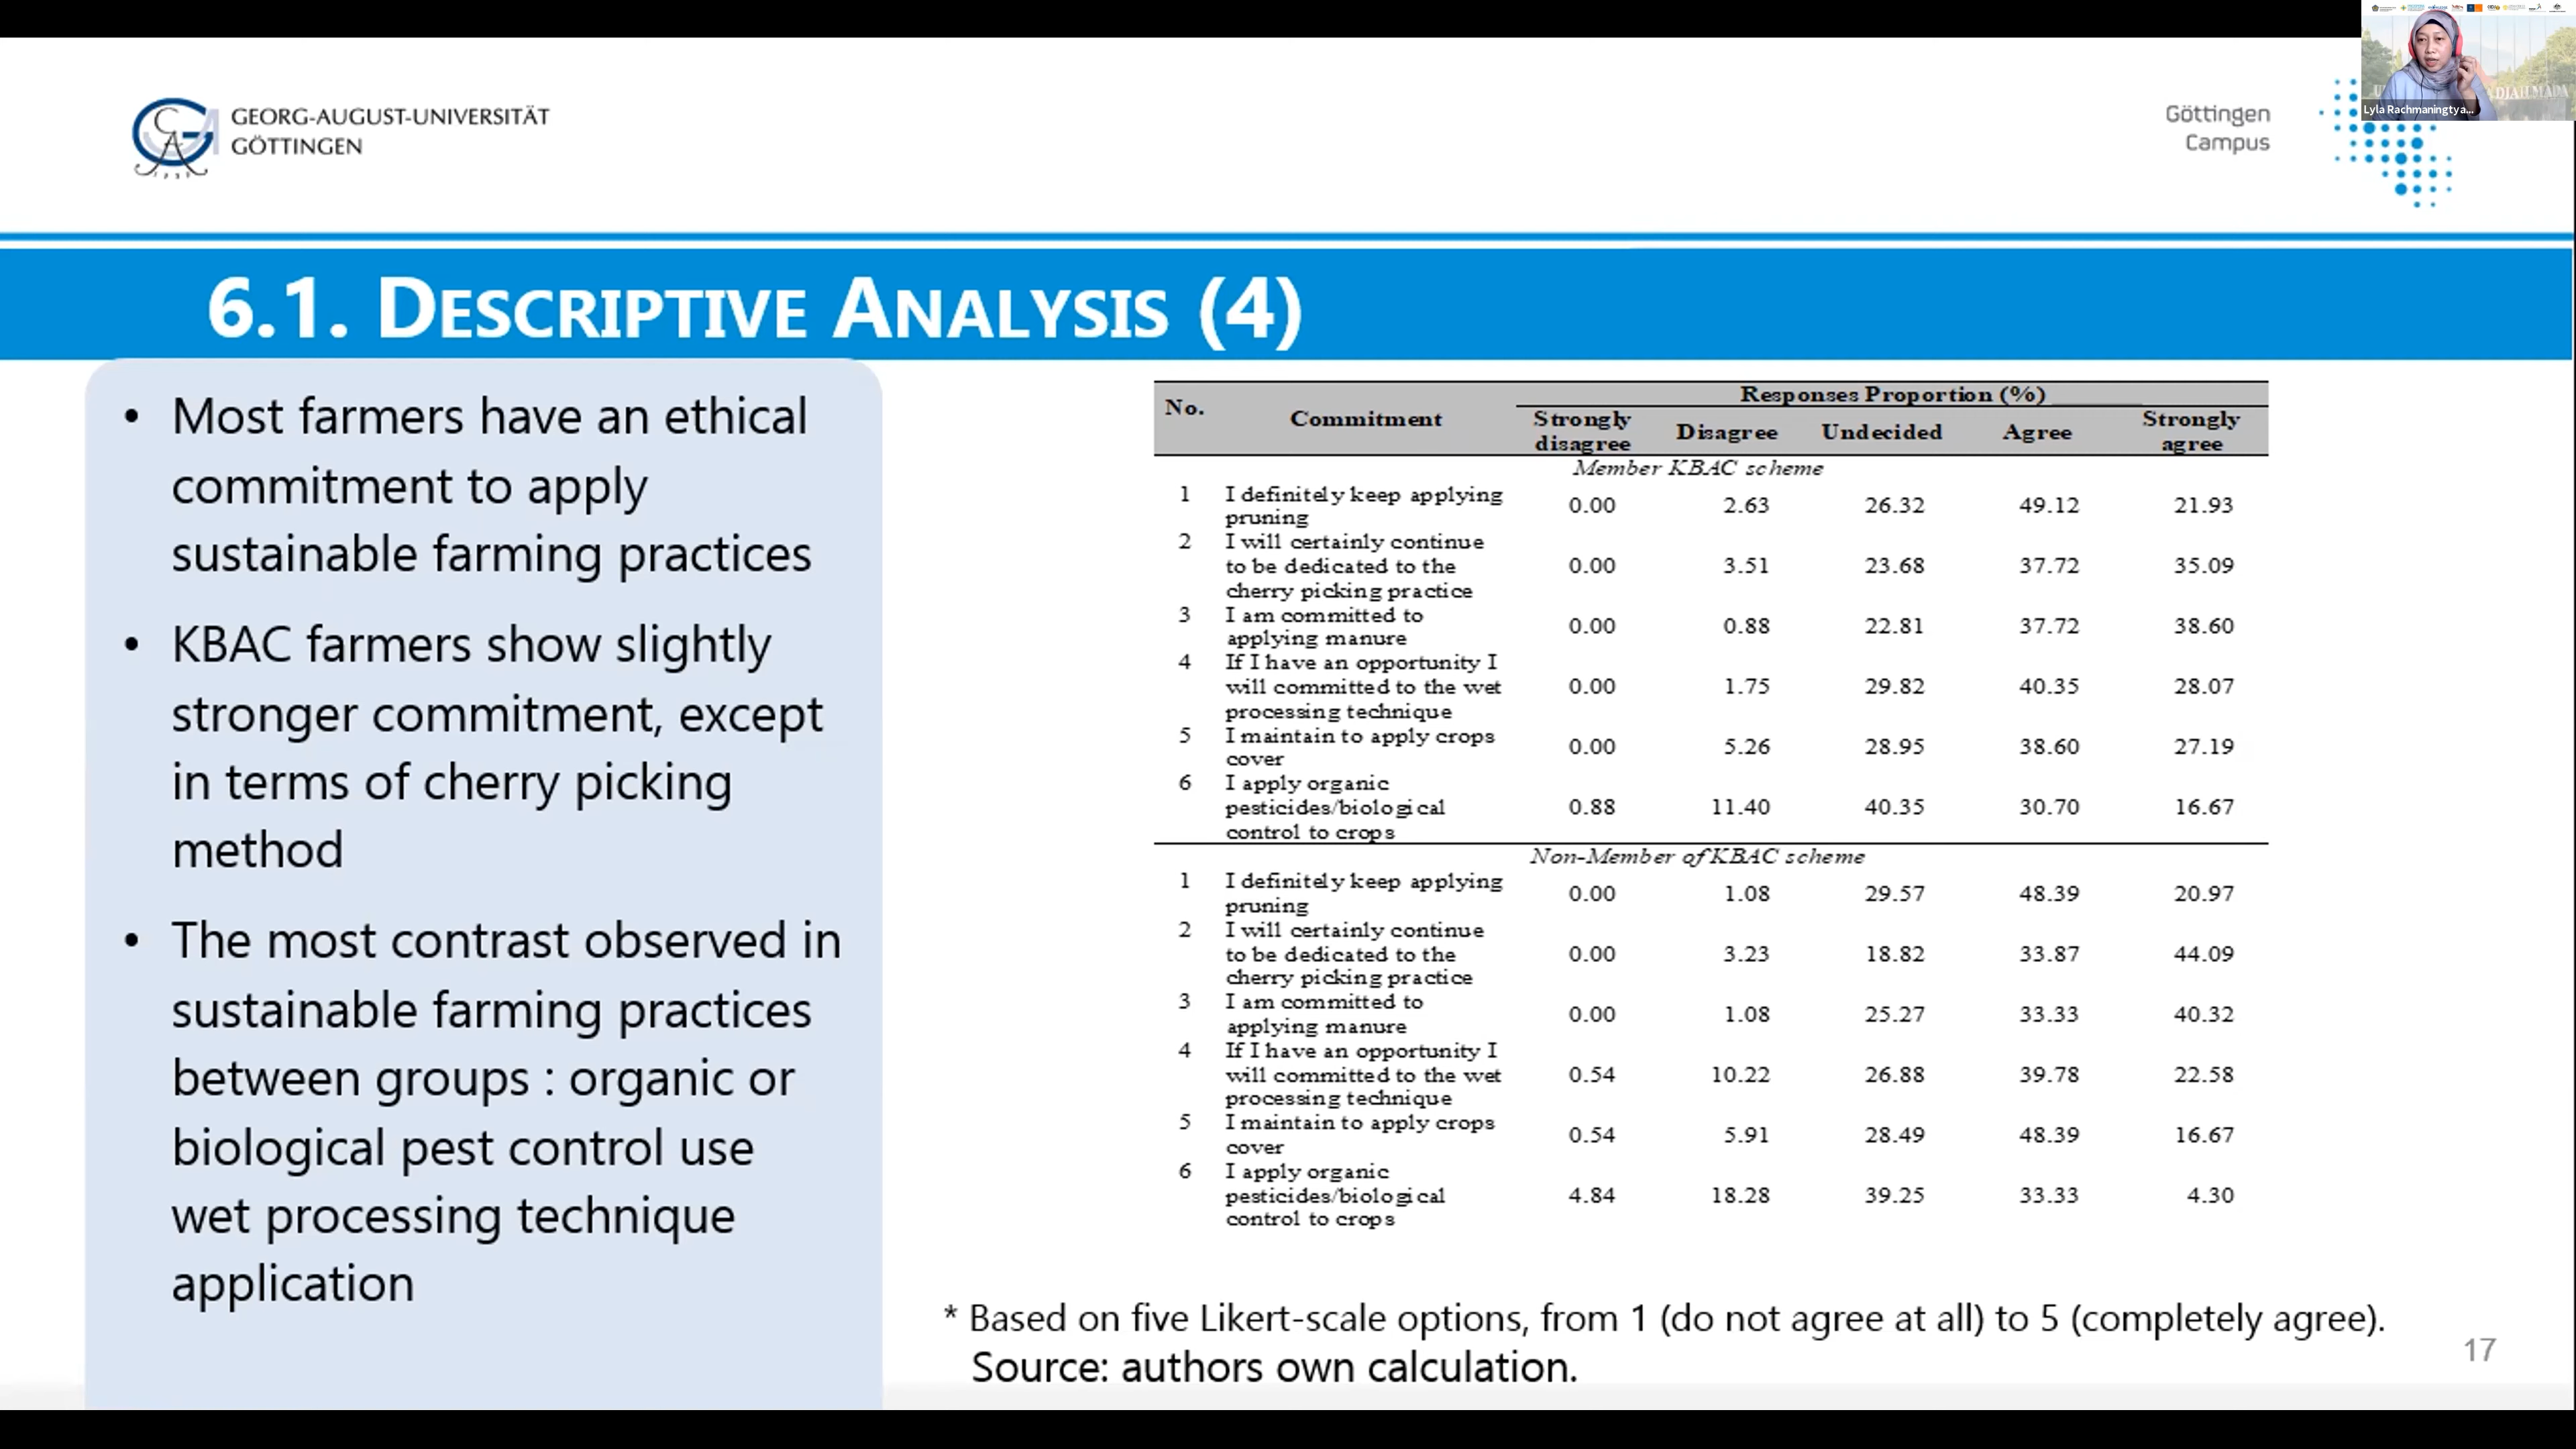 GEORG-AUGUST-UNIVERSITÄT
GÖTTINGEN
Göttingen
Campus
DJAH MADA
Lyla Rachmaningtya...
6.1. DESCRIPTIVE ANALYSIS (4)
• Most farmers have an ethical
commitment to apply
sustainable farming practices
• KBAC farmers show slightly
stronger commitment, except
in terms of cherry picking
method
• The most contrast observed in
sustainable farming practices
between groups : organic or
biological pest control use
wet processing technique
application
No. Commitment Responses Proportion (%)
Strongly disagree Disagree Undecided Agree Strongly agree
Member KBAC scheme
1 I definitely keep applying
pruning 0.00 2.63 26.32 49.12 21.93
2 I will certainly continue
to be dedicated to the 0.00 3.51 23.68 37.72 35.09
cherry picking practice
3 I am committed to
applying manure 0.00 0.88 22.81 37.72 38.60
4 If I have an opportunity I
will committed to the wet 0.00 1.75 29.82 40.35 28.07
processing technique
5 I maintain to apply crops
cover 0.00 5.26 28.95 38.60 27.19
6 I apply organic
pesticides/biological 0.88 11.40 40.35 30.70 16.67
control to crops
Non-Member of KBAC scheme
1 I definitely keep applying
pruning 0.00 1.08 29.57 48.39 20.97
2 I will certainly continue
to be dedicated to the 0.00 3.23 18.82 33.87 44.09
cherry picking practice
3 I am committed to
applying manure 0.00 1.08 25.27 33.33 40.32
4 If I have an opportunity I
will committed to the wet 0.54 10.22 26.88 39.78 22.58
processing technique
5 I maintain to apply crops
cover 0.54 5.91 28.49 48.39 16.67
6 I apply organic
pesticides/biological 4.84 18.28 39.25 33.33 4.30
control to crops
* Based on five Likert-scale options, from 1 (do not agree at all) to 5 (completely agree).
Source: authors own calculation.
17